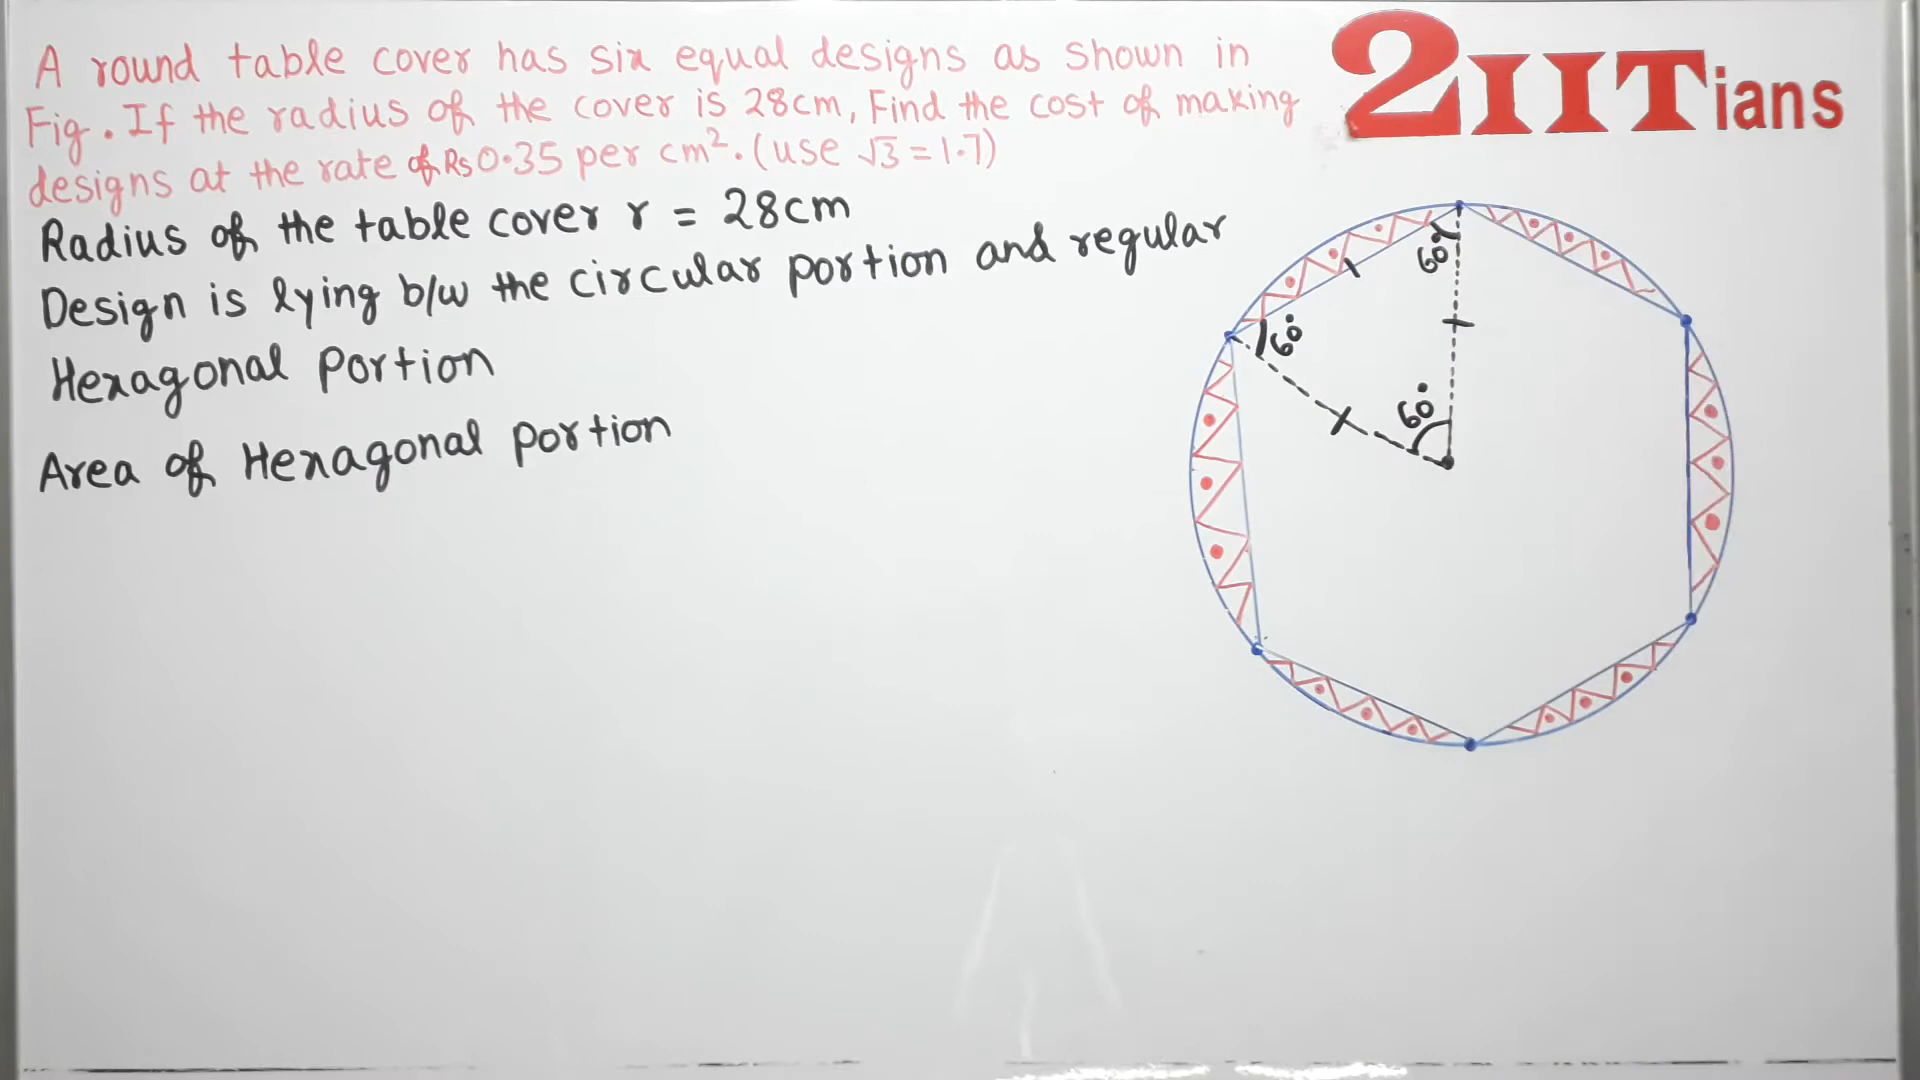 A round table cover has six equal designs as shown in
Fig. If the radius of the cover is 28cm, Find the cost of making
designs at the rate of Rs 0.35 per cm². (use √3 = 1.7)
2IITians
Radius of the table cover r = 28cm
Design is lying b/w the circular portion and regular
Hexagonal Portion
Area of Hexagonal portion
60°
60°
60°